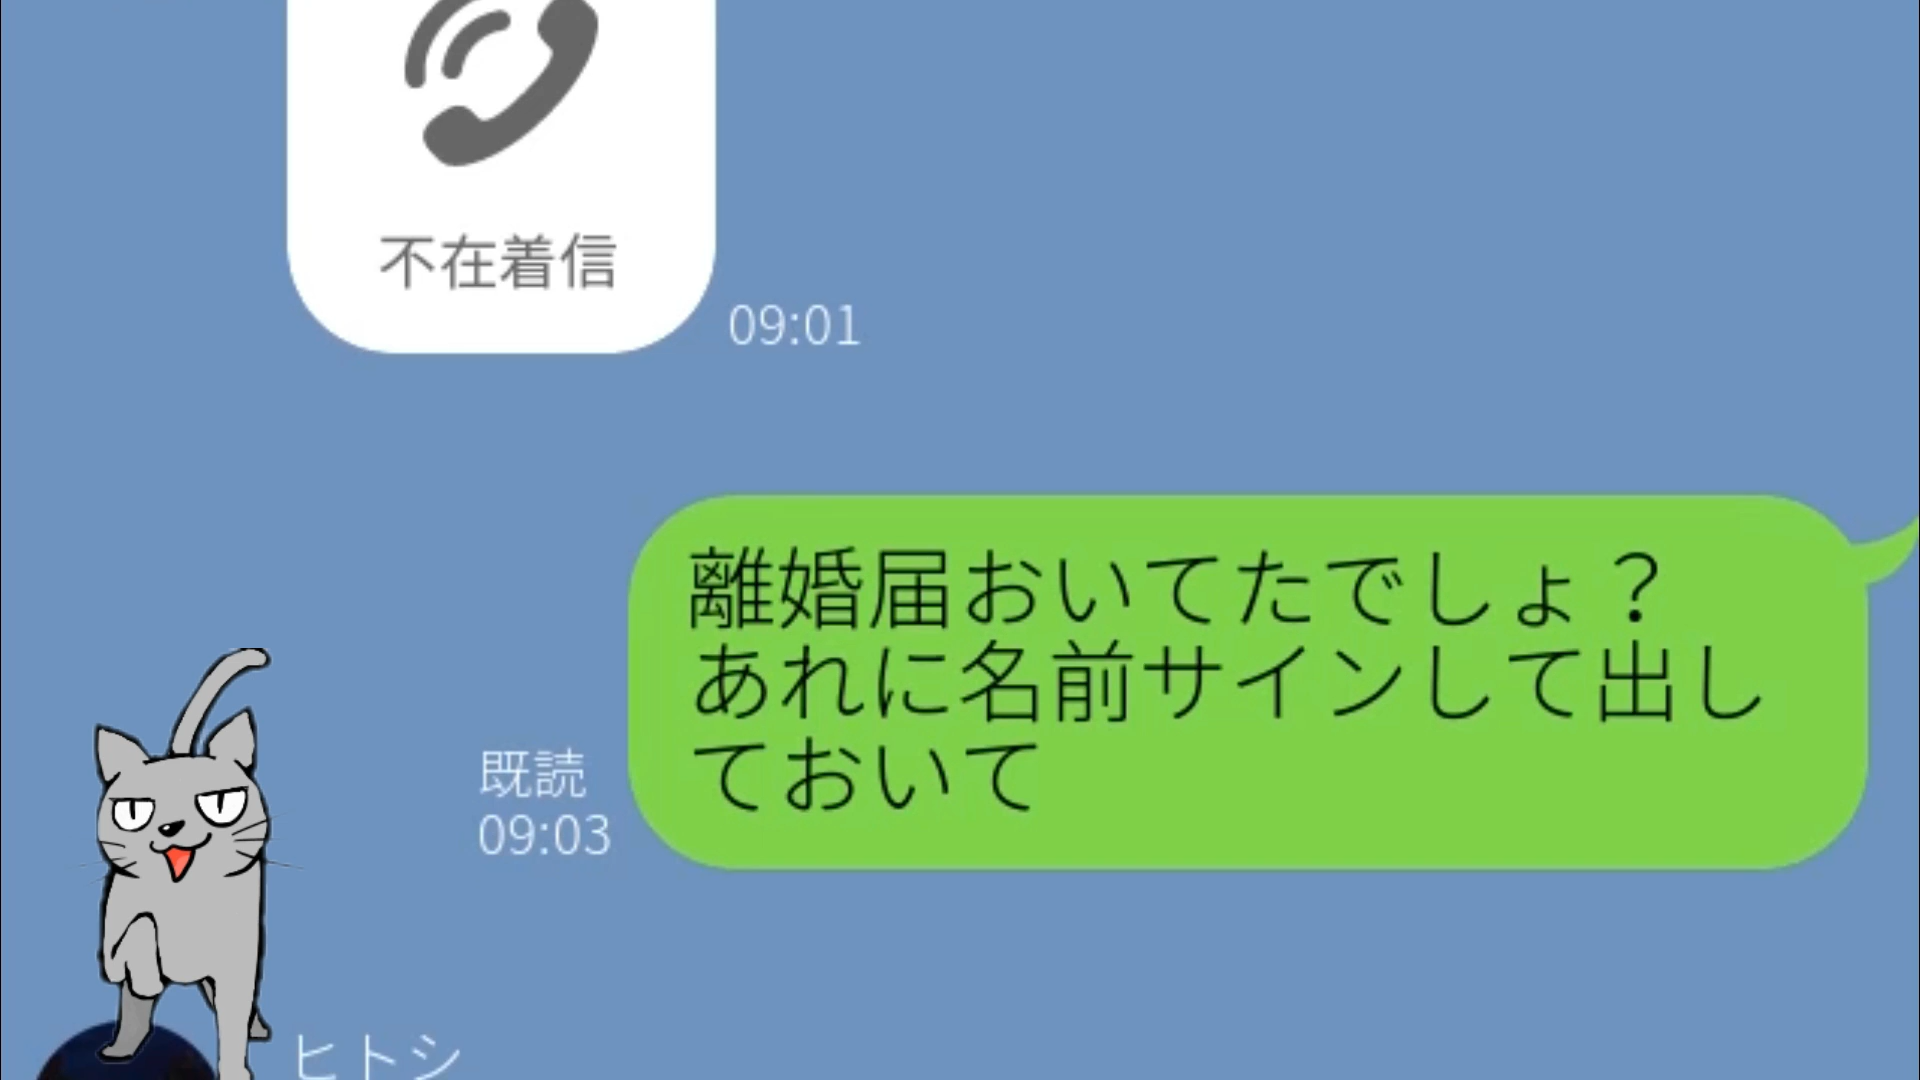 不在着信
09:01
離婚届おいてたでしょ？
あれに名前サインして出し
ておいて
既読
09:03
ヒトシ